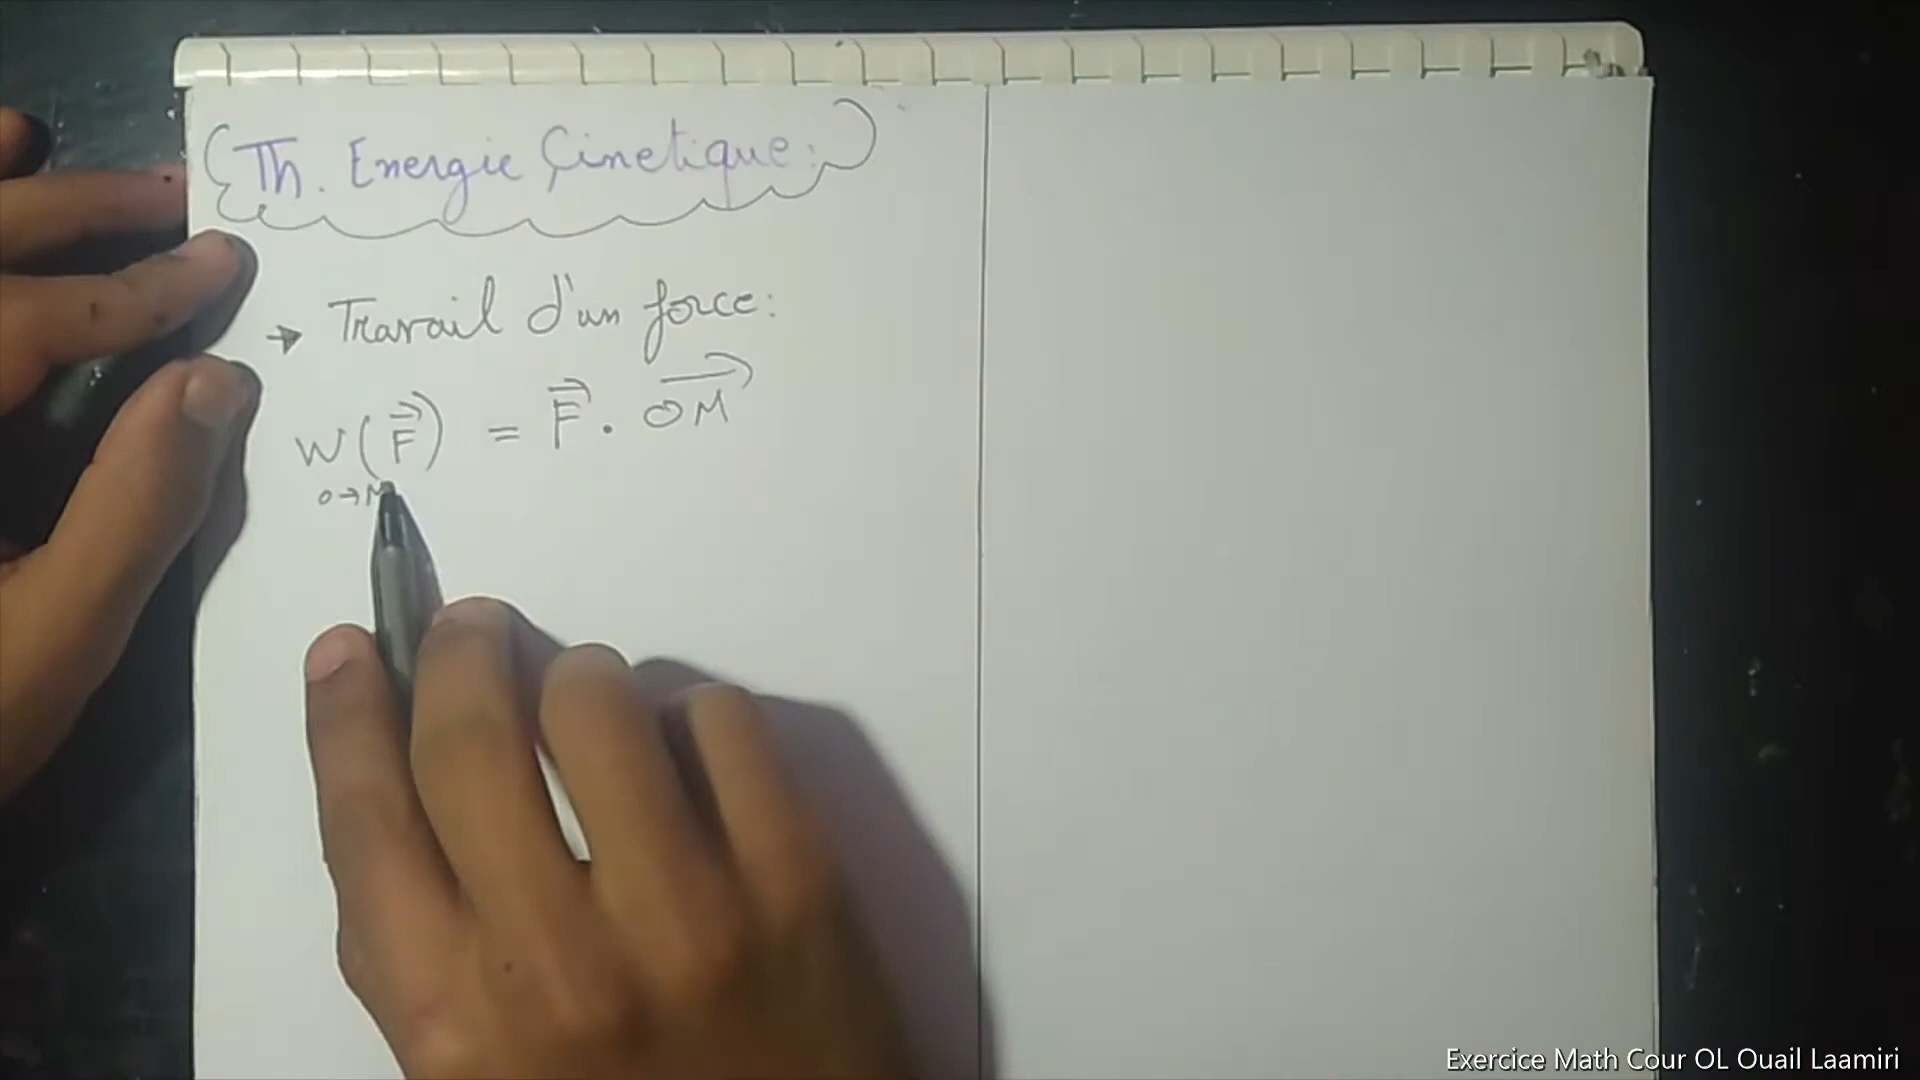 Th. Energie Cinetique:
→ Travail d'un force:
W(F⃗) = F⃗ . OM⃗
O→M
Exercice Math Cour OL Ouail Laamiri